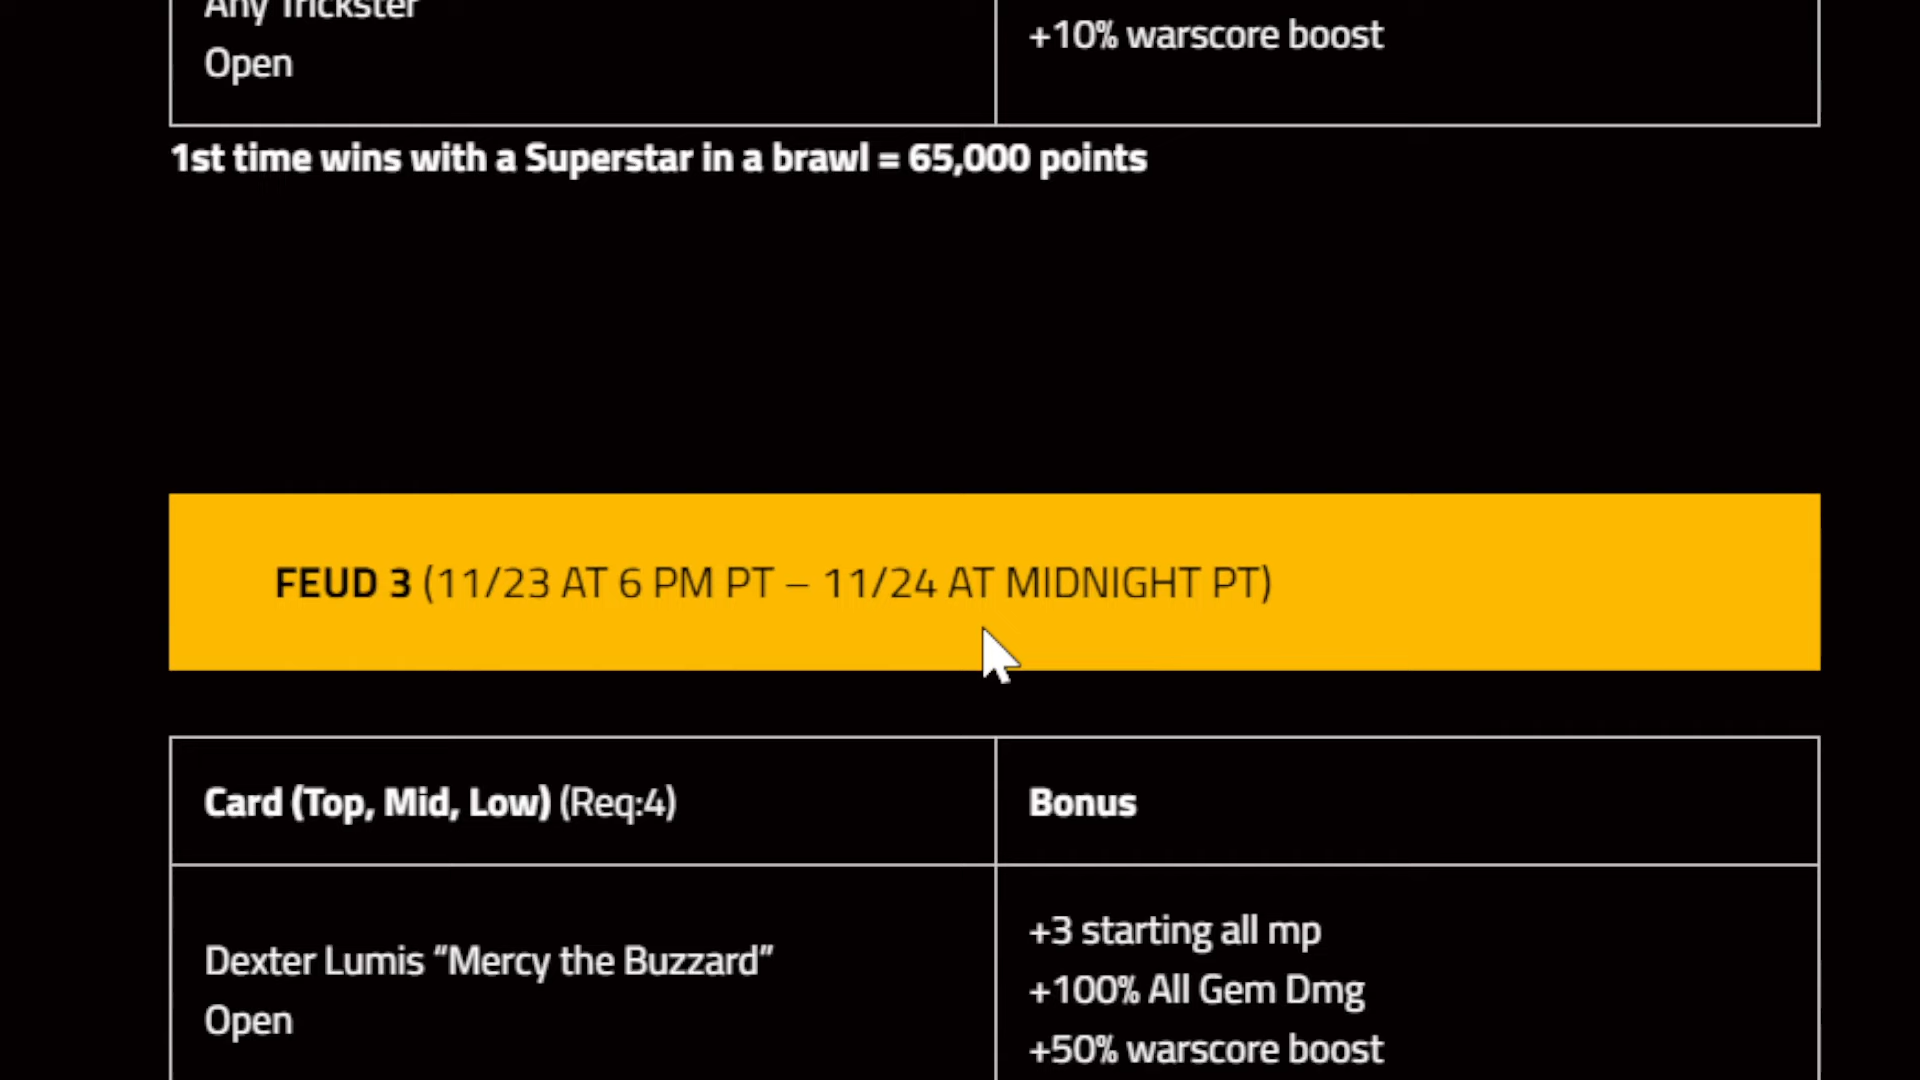 Any Trickster
Open
+10% warscore boost
1st time wins with a Superstar in a brawl = 65,000 points
FEUD 3 (11/23 AT 6 PM PT – 11/24 AT MIDNIGHT PT)
Card (Top, Mid, Low) (Req:4)
Bonus
Dexter Lumis “Mercy the Buzzard”
Open
+3 starting all mp
+100% All Gem Dmg
+50% warscore boost